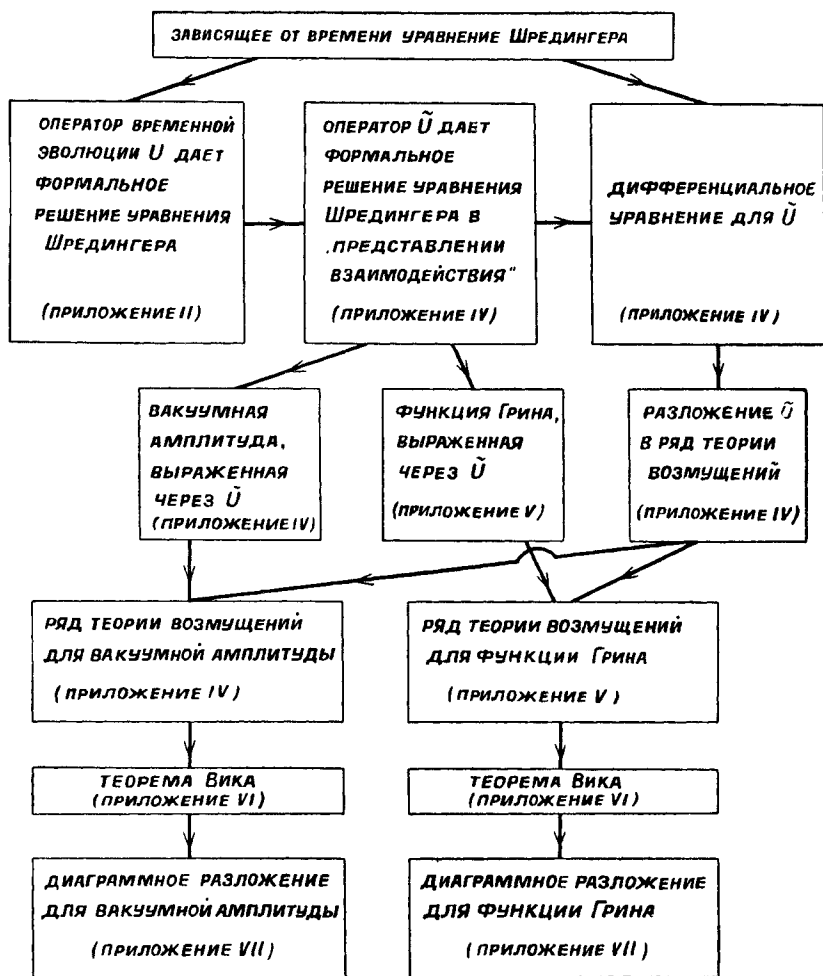 ЗАВИСЯЩЕЕ ОТ ВРЕМЕНИ УРАВНЕНИЕ ШРЕДИНГЕРА
ОПЕРАТОР ВРЕМЕННОЙ
ЭВОЛЮЦИИ U ДАЕТ
ФОРМАЛЬНОЕ
РЕШЕНИЕ УРАВНЕНИЯ
ШРЕДИНГЕРА
(ПРИЛОЖЕНИЕ II)
ОПЕРАТОР Ũ ДАЕТ
ФОРМАЛЬНОЕ
РЕШЕНИЕ УРАВНЕНИЯ
ШРЕДИНГЕРА В
„ПРЕДСТАВЛЕНИИ
ВЗАИМОДЕЙСТВИЯ"
(ПРИЛОЖЕНИЕ IV)
ДИФФЕРЕНЦИАЛЬНОЕ
УРАВНЕНИЕ ДЛЯ Ũ
(ПРИЛОЖЕНИЕ IV)
ВАКУУМНАЯ
АМПЛИТУДА,
ВЫРАЖЕННАЯ
ЧЕРЕЗ Ũ
(ПРИЛОЖЕНИЕ IV)
ФУНКЦИЯ ГРИНА,
ВЫРАЖЕННАЯ
ЧЕРЕЗ Ũ
(ПРИЛОЖЕНИЕ V)
РАЗЛОЖЕНИЕ Ũ
В РЯД ТЕОРИИ
ВОЗМУЩЕНИЙ
(ПРИЛОЖЕНИЕ IV)
РЯД ТЕОРИИ ВОЗМУЩЕНИЙ
ДЛЯ ВАКУУМНОЙ АМПЛИТУДЫ
(ПРИЛОЖЕНИЕ IV)
РЯД ТЕОРИИ ВОЗМУЩЕНИЙ
ДЛЯ ФУНКЦИИ ГРИНА
(ПРИЛОЖЕНИЕ V)
ТЕОРЕМА ВИКА
(ПРИЛОЖЕНИЕ VI)
ТЕОРЕМА ВИКА
(ПРИЛОЖЕНИЕ VI)
ДИАГРАММНОЕ РАЗЛОЖЕНИЕ
ДЛЯ ВАКУУМНОЙ АМПЛИТУДЫ
(ПРИЛОЖЕНИЕ VII)
ДИАГРАММНОЕ РАЗЛОЖЕНИЕ
ДЛЯ ФУНКЦИИ ГРИНА
(ПРИЛОЖЕНИЕ VII)